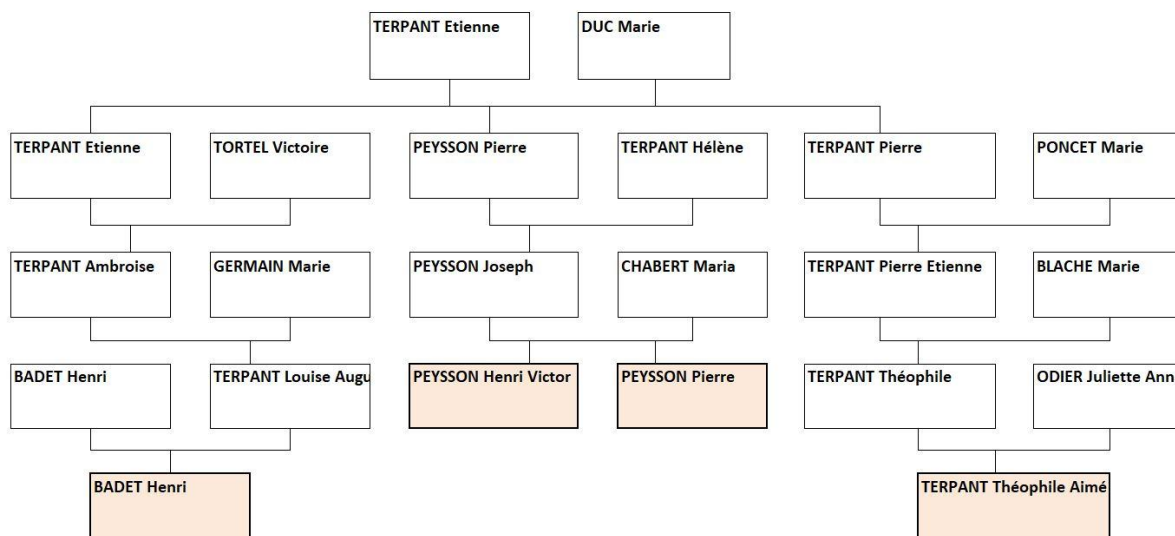 TERPANT Etienne
DUC Marie
TERPANT Etienne
TORTEL Victoire
PEYSSON Pierre
TERPANT Hélène
TERPANT Pierre
PONCET Marie
TERPANT Ambroise
GERMAIN Marie
PEYSSON Joseph
CHABERT Maria
TERPANT Pierre Etienne
BLACHE Marie
BADET Henri
TERPANT Louise Augu
PEYSSON Henri Victor
PEYSSON Pierre
TERPANT Théophile
ODIER Juliette Ann
BADET Henri
TERPANT Théophile Aimé